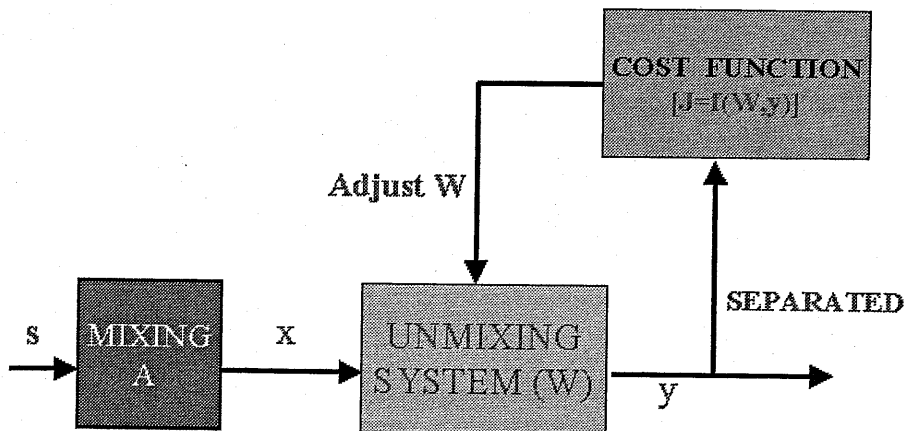 COST FUNCTION
[J=f(W,y)]
Adjust W
SEPARATED
s
MIXING
A
x
UNMIXING
SYSTEM (W)
y